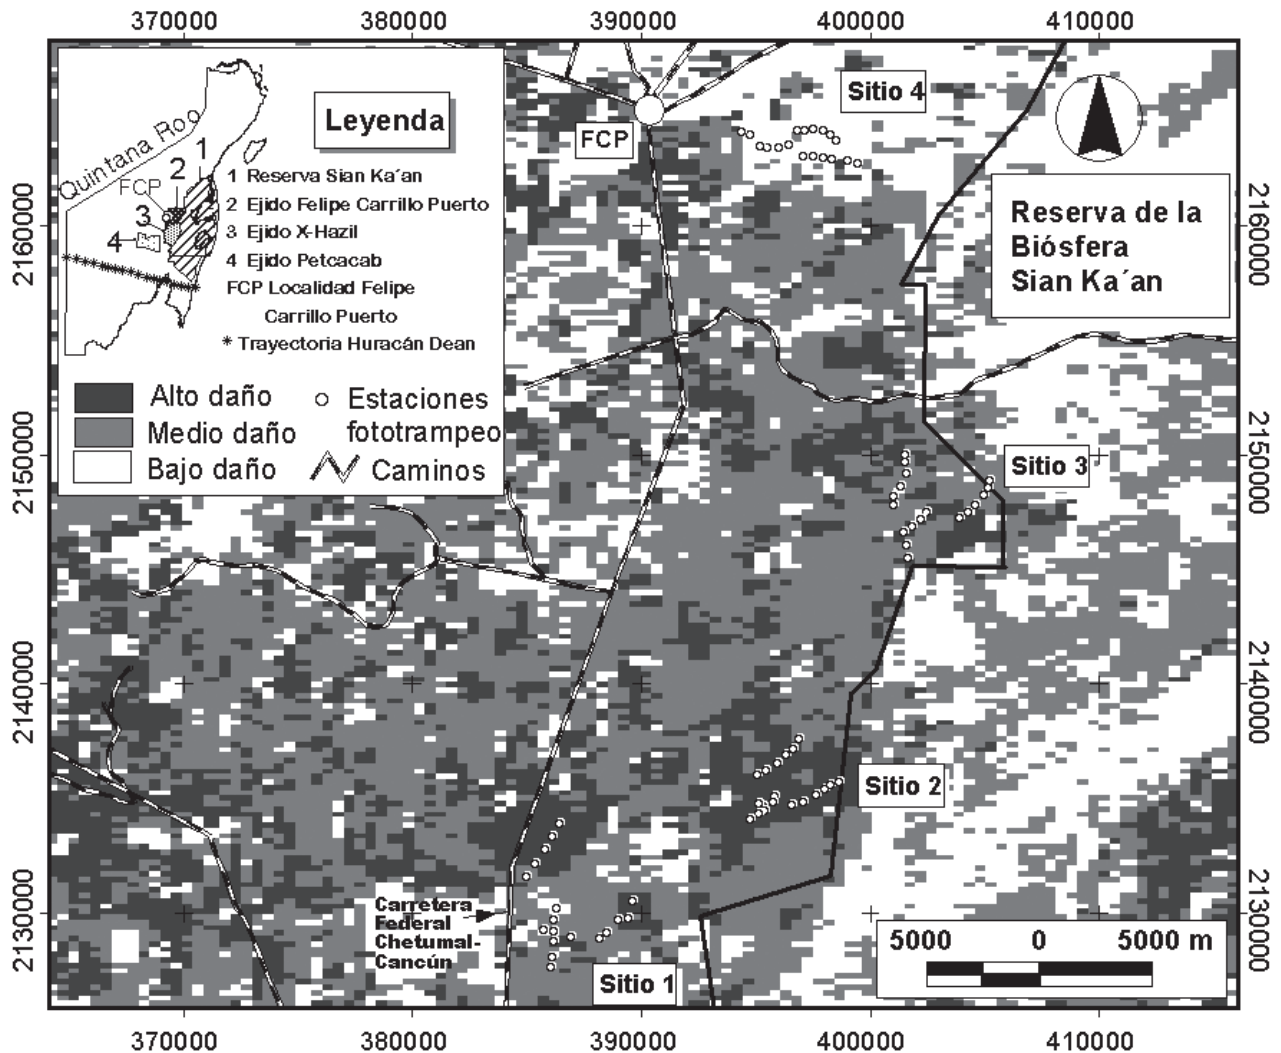 370000
380000
390000
400000
410000
Quintana Roo
FCP
1
2
3
4
Leyenda
1 Reserva Sian Ka´an
2 Ejido Felipe Carrillo Puerto
3 Ejido X-Hazil
4 Ejido Petcacab
FCP Localidad Felipe
Carrillo Puerto
* Trayectoria Huracán Dean
Alto daño
Medio daño
Bajo daño
Estaciones
fototrampeo
Caminos
FCP
Sitio 4
Reserva de la
Biósfera
Sian Ka´an
Sitio 3
Sitio 2
Carretera
Federal
Chetumal-
Cancún
Sitio 1
5000 0 5000 m
2160000
2150000
2140000
2130000
2160000
2150000
2140000
2130000
370000
380000
390000
400000
410000